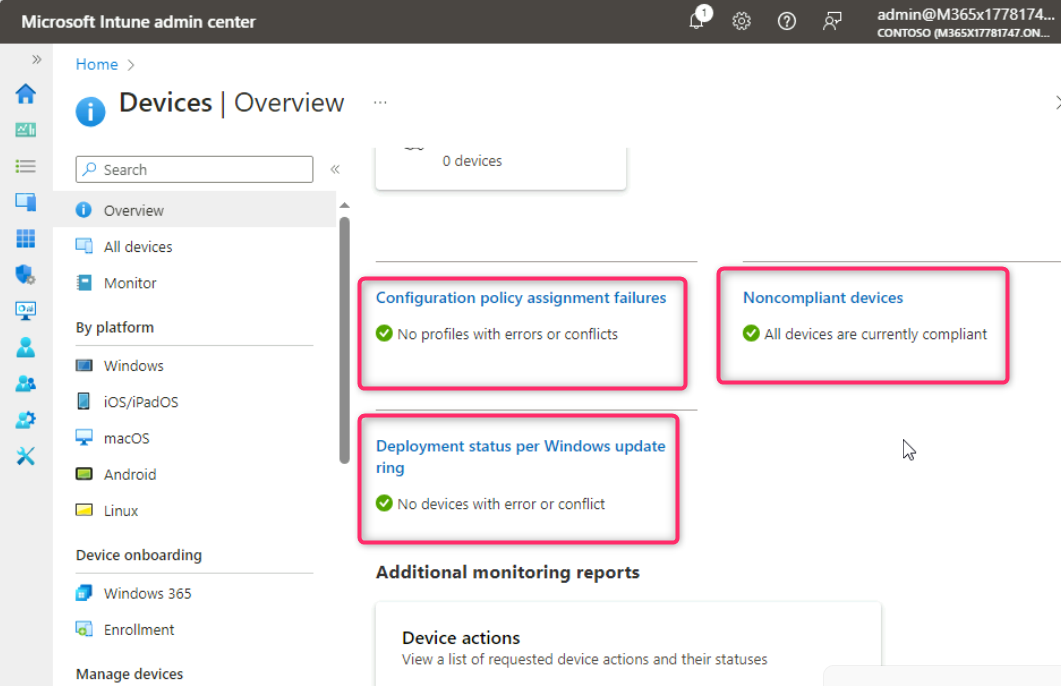 Microsoft Intune admin center
1
admin@M365x1778174...
CONTOSO (M365X17781747.ON...
Home
Devices | Overview
...
Search
Overview
All devices
Monitor
By platform
Windows
iOS/iPadOS
macOS
Android
Linux
Device onboarding
Windows 365
Enrollment
Manage devices
0 devices
Configuration policy assignment failures
No profiles with errors or conflicts
Noncompliant devices
All devices are currently compliant
Deployment status per Windows update
ring
No devices with error or conflict
Additional monitoring reports
Device actions
View a list of requested device actions and their statuses